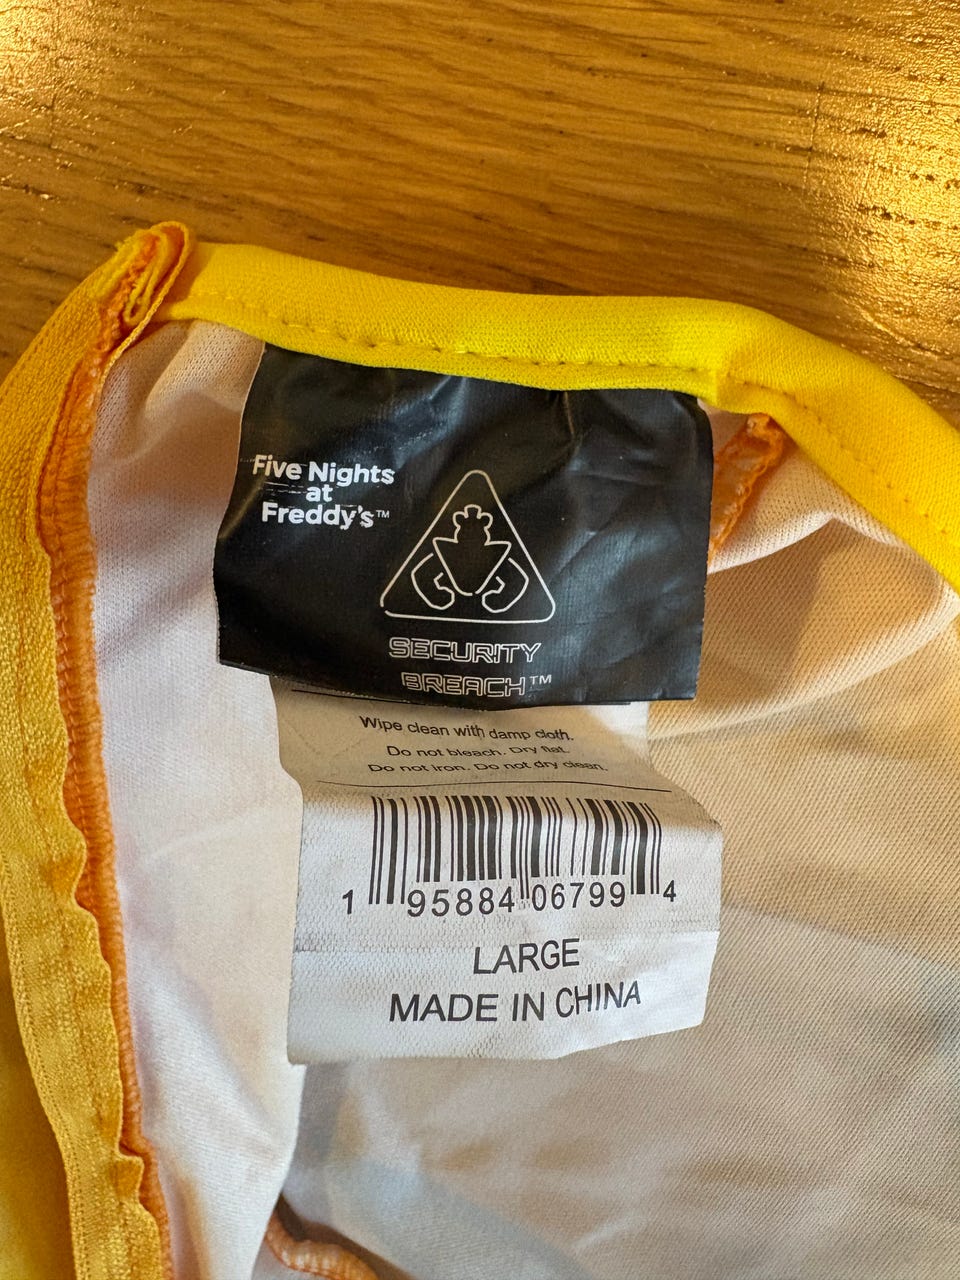 Five Nights
at
Freddy's™
SECURITY
BREACH™
Wipe clean with damp cloth.
Do not bleach. Dry flat.
Do not iron. Do not dry clean.
1 95884 06799 4
LARGE
MADE IN CHINA